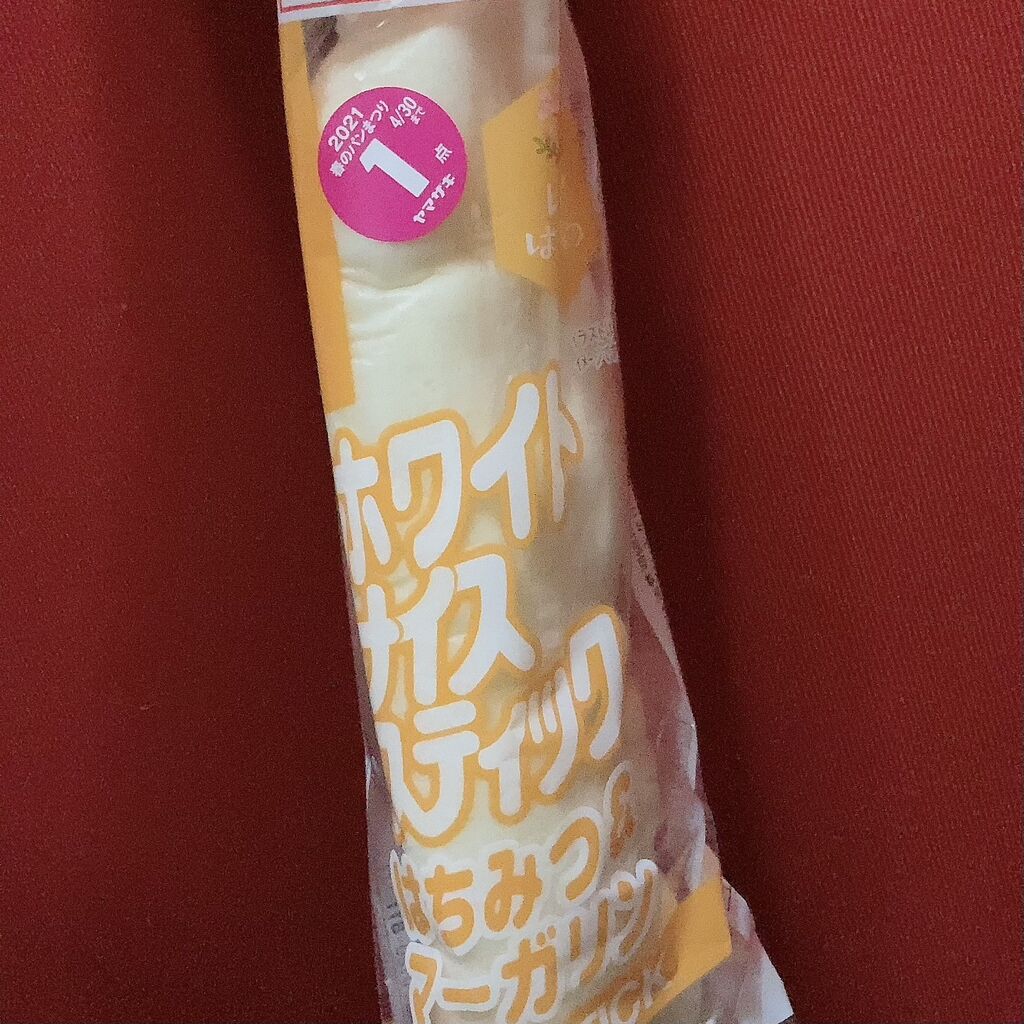 2021
春のパンまつり
4/30
まで
1
点
ヤマザキ
ホワイト
ナイス
スティック
はちみつ&
マーガリン